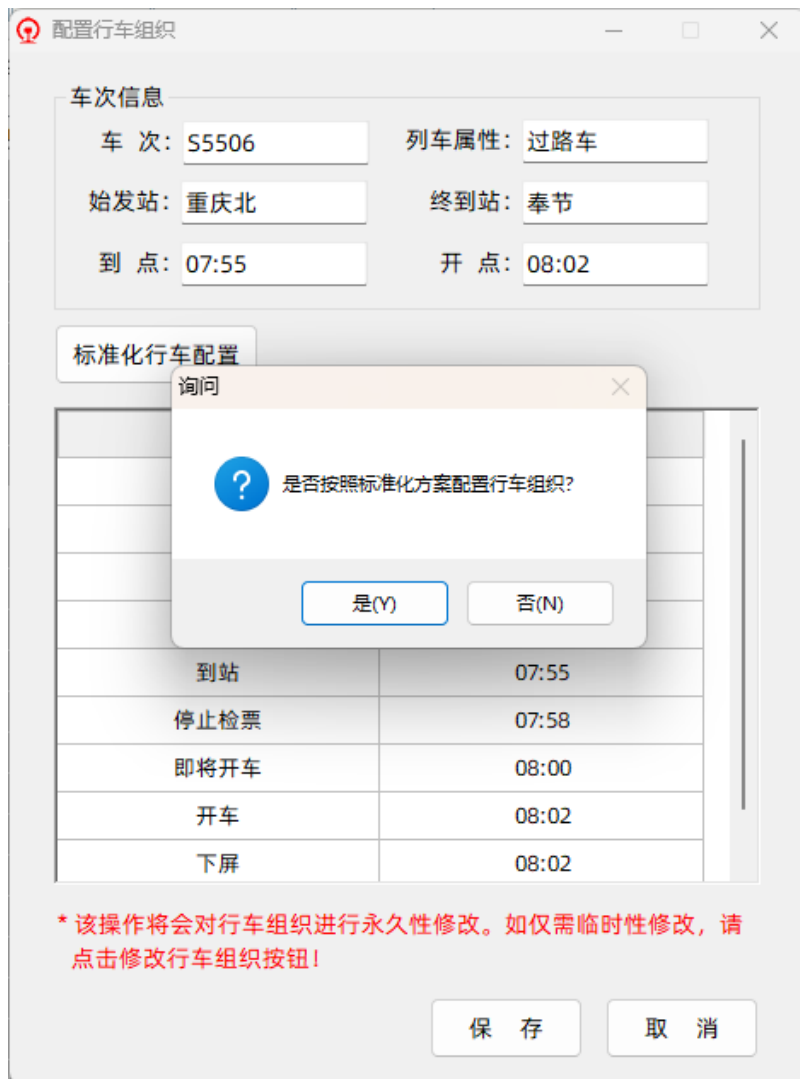 配置行车组织
车次信息
车 次： S5506 列车属性： 过路车
始发站： 重庆北 终到站： 奉节
到 点： 07:55 开 点： 08:02
标准化行车配置
询问
是否按照标准化方案配置行车组织?
是(Y) 否(N)
到站 07:55
停止检票 07:58
即将开车 08:00
开车 08:02
下屏 08:02
* 该操作将会对行车组织进行永久性修改。如仅需临时性修改，请
点击修改行车组织按钮！
保 存 取 消